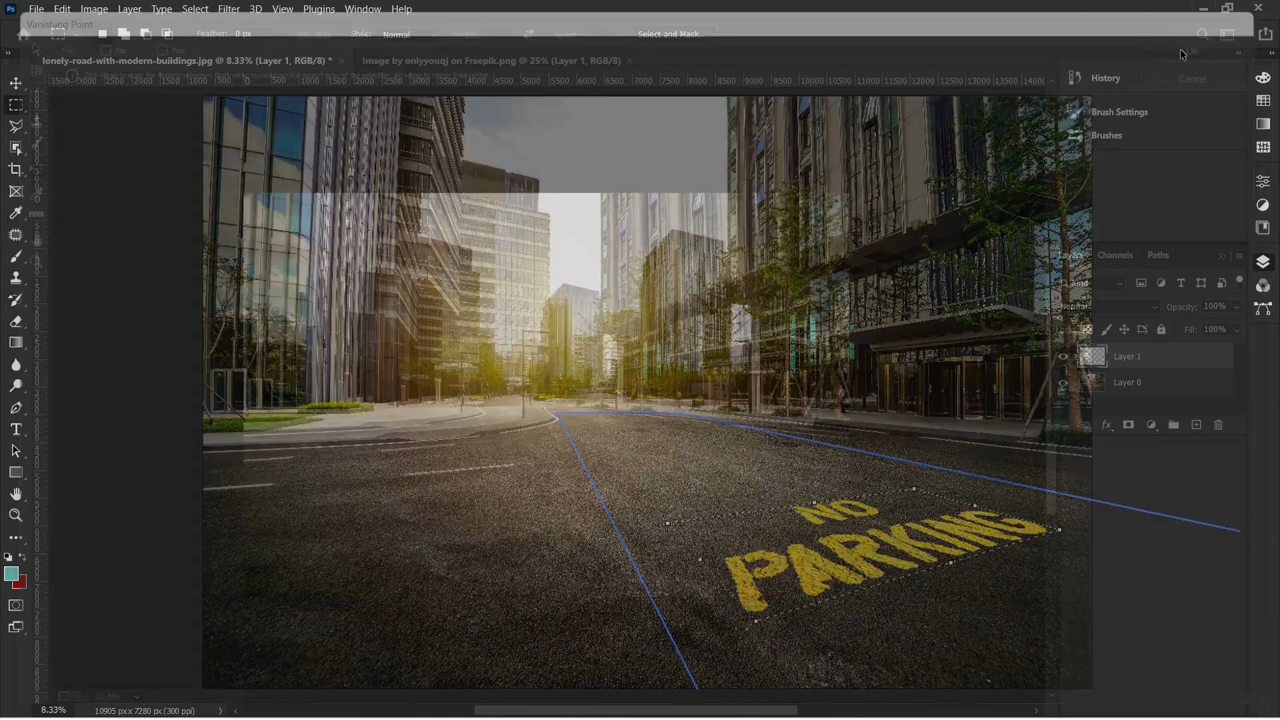 File Edit Image Layer Type Select Filter 3D View Plugins Window Help
Vanishing Point
Feather: 0 px
Normal
Select and Mask...
lonely-road-with-modern-buildings.jpg @ 8.33% (Layer 1, RGB/8) *
Image by onlyyouqj on Freepik.png @ 25% (Layer 1, RGB/8)
History
Cancel
Brush Settings
Brushes
Layers Channels Paths
Opacity: 100%
Fill: 100%
Layer 1
Layer 0
NO
PARKING
8.33%
10905 px x 7280 px (300 ppi)